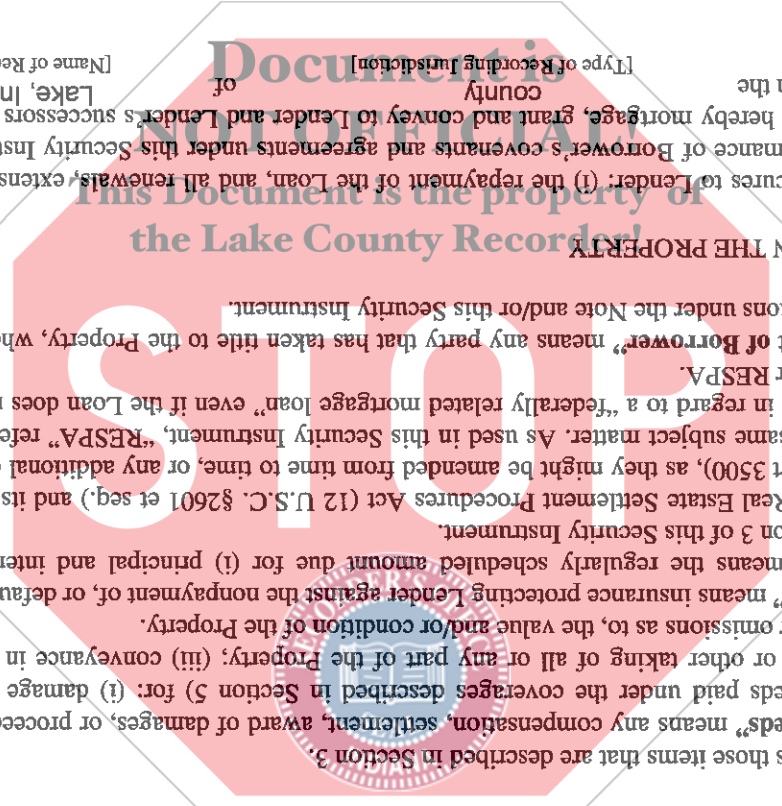 Document is
NOT OFFICIAL!
This Document is the property of
the Lake County Recorder!
STOP
RECORDER'S OFFICE
INDIANA
s those items that are described in Section 3.
eds" means any compensation, settlement, award of damages, or proceed
eds paid under the coverages described in Section 5) for: (i) damage
or other taking of all or any part of the Property; (iii) conveyance in
r omissions as to, the value and/or condition of the Property.
" means insurance protecting Lender against the nonpayment of, or defaul
means the regularly scheduled amount due for (i) principal and inter
on 3 of this Security Instrument.
Real Estate Settlement Procedures Act (12 U.S.C. §2601 et seq.) and its
t 3500), as they might be amended from time to time, or any additional
same subject matter. As used in this Security Instrument, "RESPA" refe
in regard to a "federally related mortgage loan" even if the Loan does n
r RESPA.
t of Borrower" means any party that has taken title to the Property, whe
ions under the Note and/or this Security Instrument.
N THE PROPERTY
cures to Lender: (i) the repayment of the Loan, and all renewals, extens
mance of Borrower's covenants and agreements under this Security Inst
hereby mortgage, grant and convey to Lender and Lender's successors
n the county of Lake, In
[Type of Recording Jurisdiction] [Name of Rec